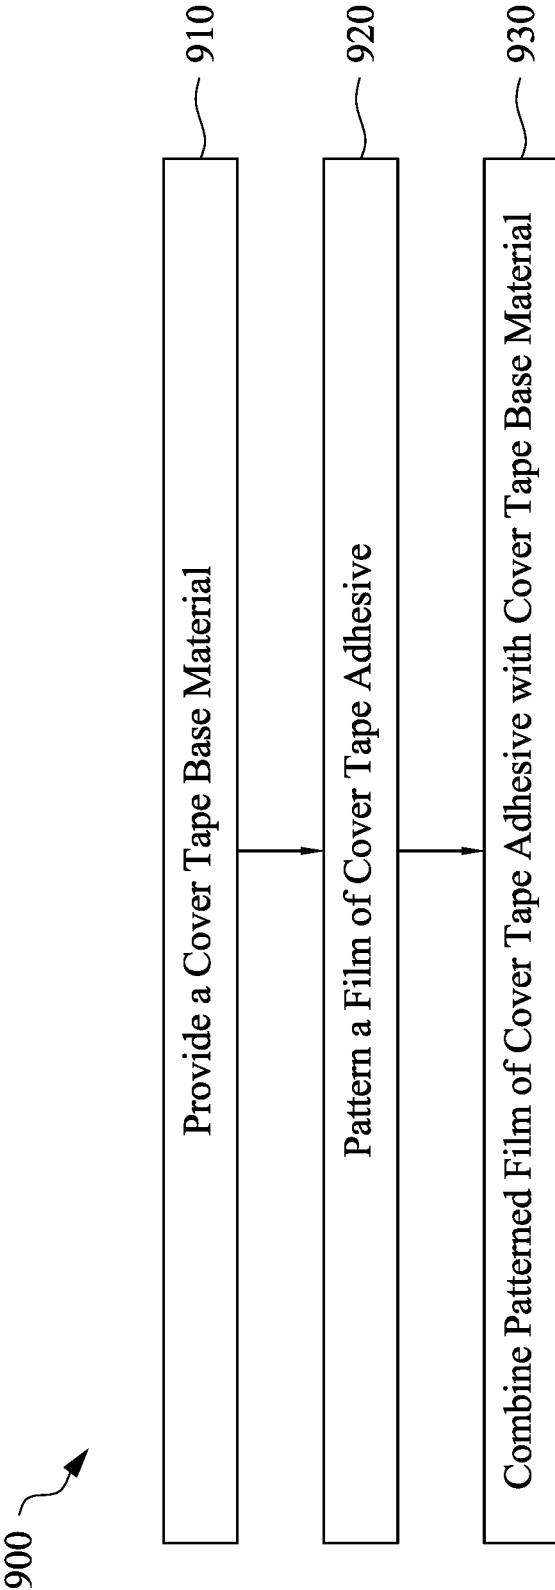 900
Provide a Cover Tape Base Material
910
Pattern a Film of Cover Tape Adhesive
920
Combine Patterned Film of Cover Tape Adhesive with Cover Tape Base Material
930